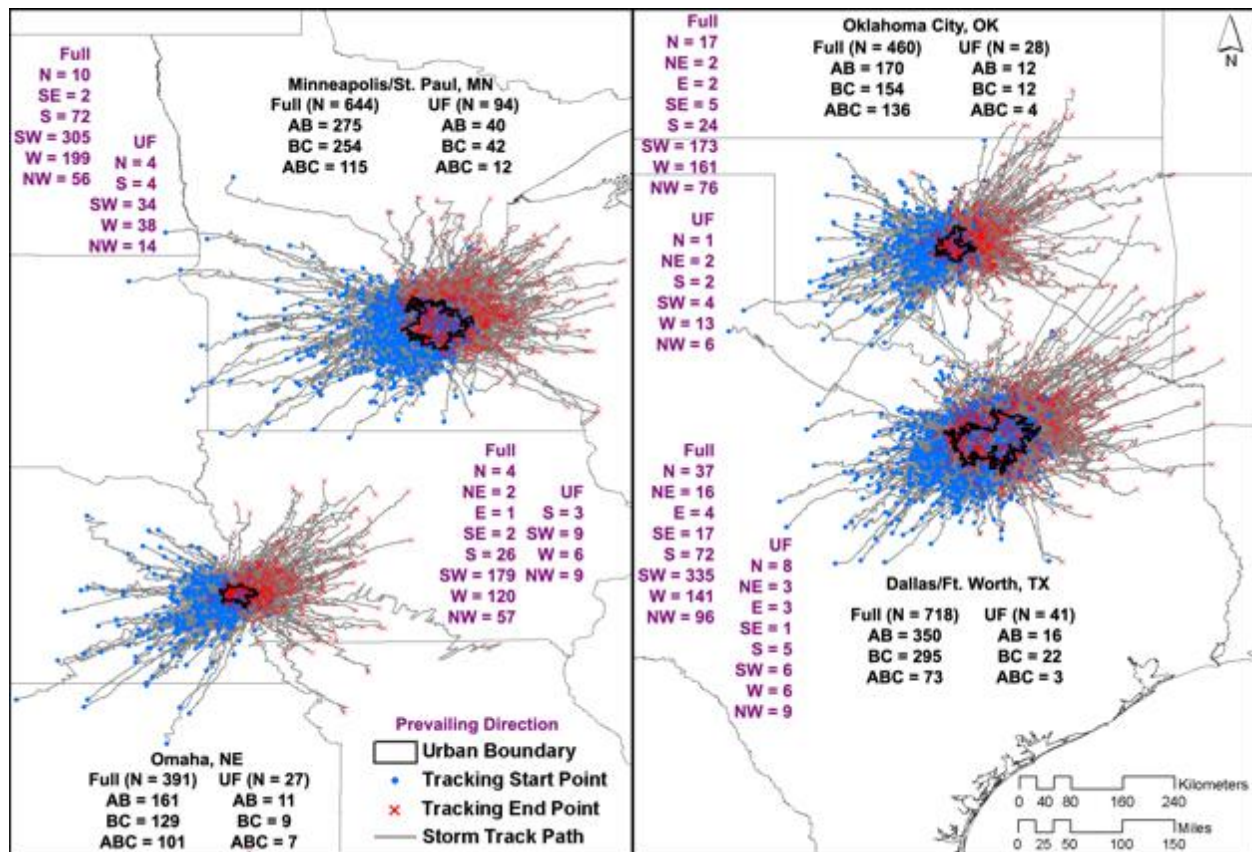 Full
N = 10
SE = 2
S = 72
SW = 305
W = 199
NW = 56
UF
N = 4
S = 4
SW = 34
W = 38
NW = 14
Minneapolis/St. Paul, MN
Full (N = 644) UF (N = 94)
AB = 275 AB = 40
BC = 254 BC = 42
ABC = 115 ABC = 12
Full
N = 4
NE = 2
E = 1
SE = 2
S = 26
SW = 179
W = 120
NW = 57
UF
S = 3
SW = 9
W = 6
NW = 9
Omaha, NE
Full (N = 391) UF (N = 27)
AB = 161 AB = 11
BC = 129 BC = 9
ABC = 101 ABC = 7
Prevailing Direction
Urban Boundary
Tracking Start Point
Tracking End Point
Storm Track Path
Full
N = 17
NE = 2
E = 2
SE = 5
S = 24
SW = 173
W = 161
NW = 76
UF
N = 1
NE = 2
S = 2
SW = 4
W = 13
NW = 6
Oklahoma City, OK
Full (N = 460) UF (N = 28)
AB = 170 AB = 12
BC = 154 BC = 12
ABC = 136 ABC = 4
N
Full
N = 37
NE = 16
E = 4
SE = 17
S = 72
SW = 335
W = 141
NW = 96
UF
N = 8
NE = 3
E = 3
SE = 1
S = 5
SW = 6
W = 6
NW = 9
Dallas/Ft. Worth, TX
Full (N = 718) UF (N = 41)
AB = 350 AB = 16
BC = 295 BC = 22
ABC = 73 ABC = 3
Kilometers
0 40 80 160 240
Miles
0 25 50 100 150